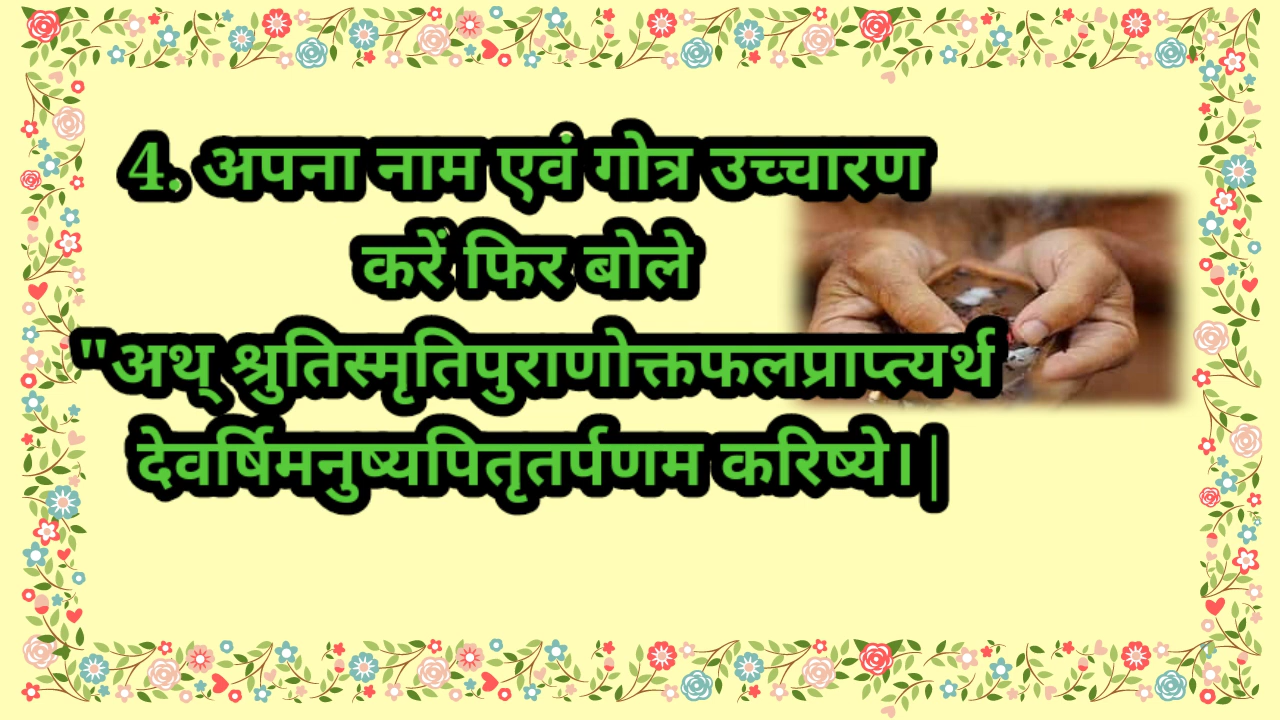 4. अपना नाम एवं गोत्र उच्चारण
करें फिर बोले
"अथ् श्रुतिस्मृतिपुराणोक्तफलप्राप्त्यर्थ
देवर्षिमनुष्यपितृतर्पणम करिष्ये।|